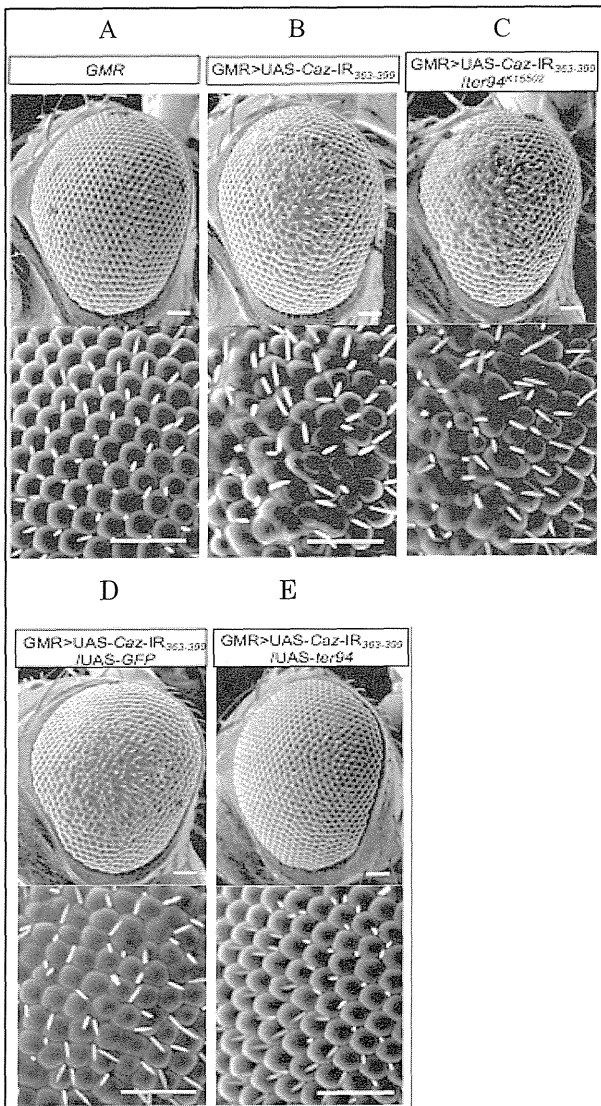 A
B
C
GMR
GMR>UAS-Caz-IR363-399
GMR>UAS-Caz-IR363-399
/ter94K15502
D
E
GMR>UAS-Caz-IR363-399
/UAS-GFP
GMR>UAS-Caz-IR363-399
/UAS-ter94